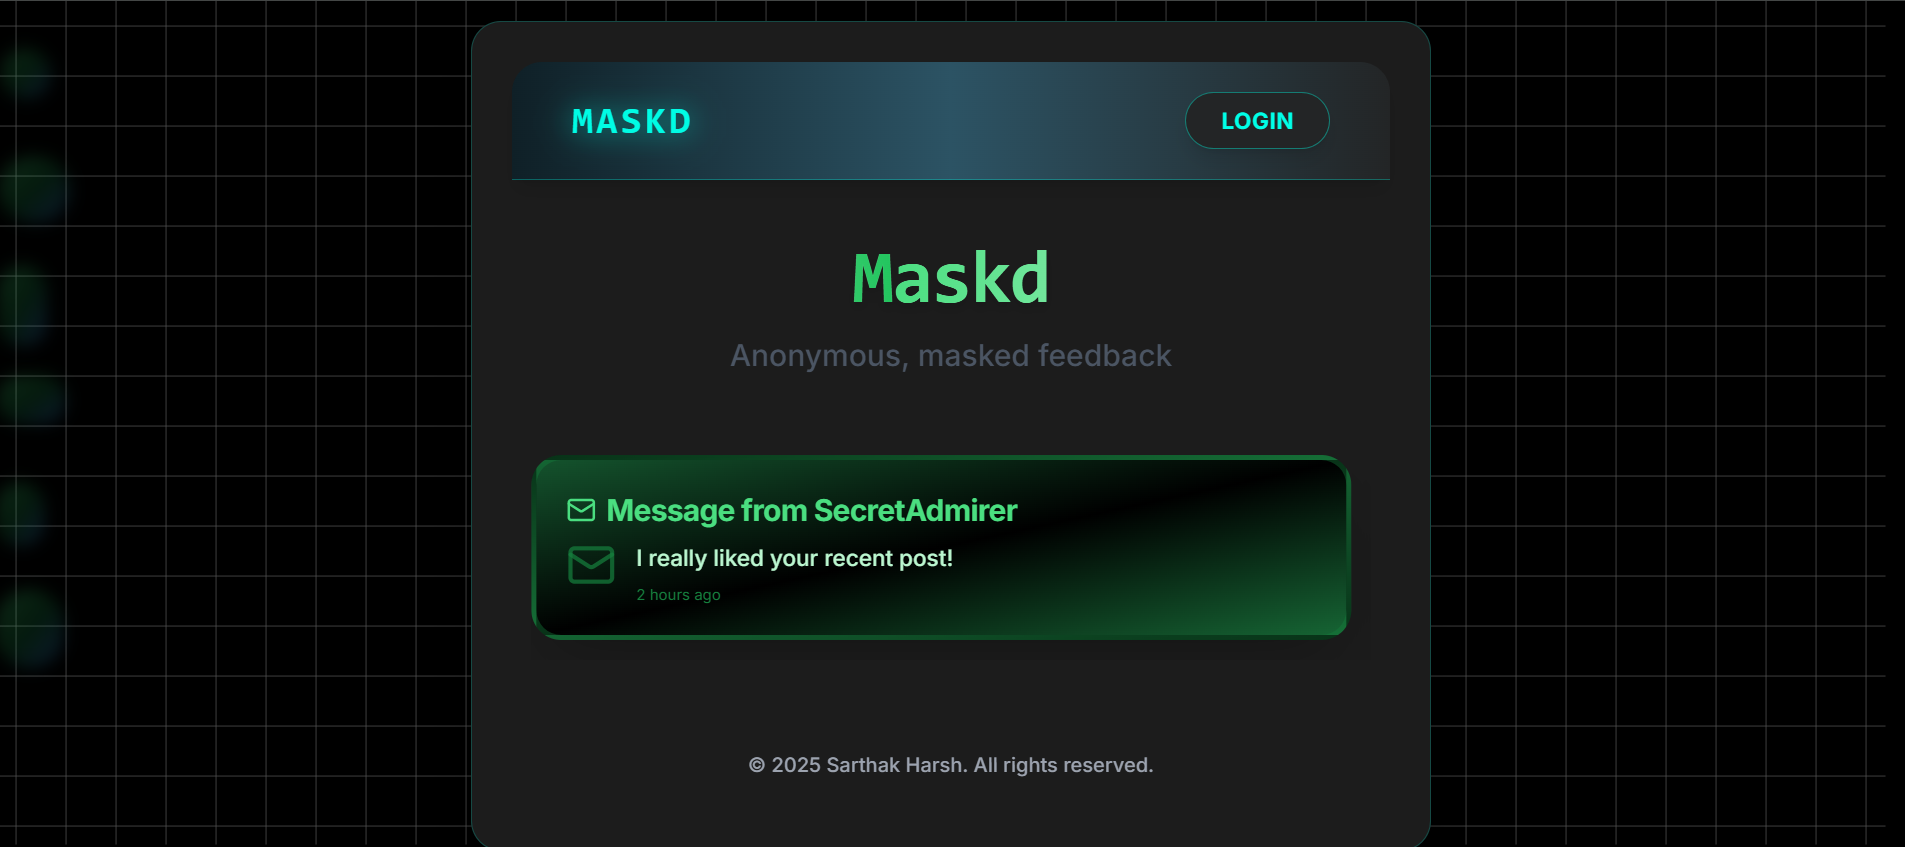 MASKD
LOGIN
Maskd
Anonymous, masked feedback
Message from SecretAdmirer
I really liked your recent post!
2 hours ago
© 2025 Sarthak Harsh. All rights reserved.